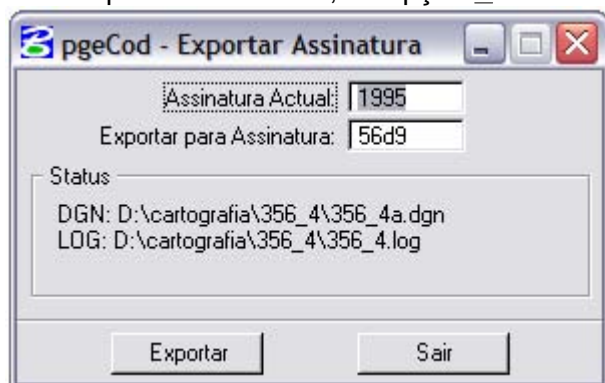 pgeCod - Exportar Assinatura
Assinatura Actual: 1995
Exportar para Assinatura: 56d9
Status
DGN: D:\cartografia\356_4\356_4a.dgn
LOG: D:\cartografia\356_4\356_4.log
Exportar Sair